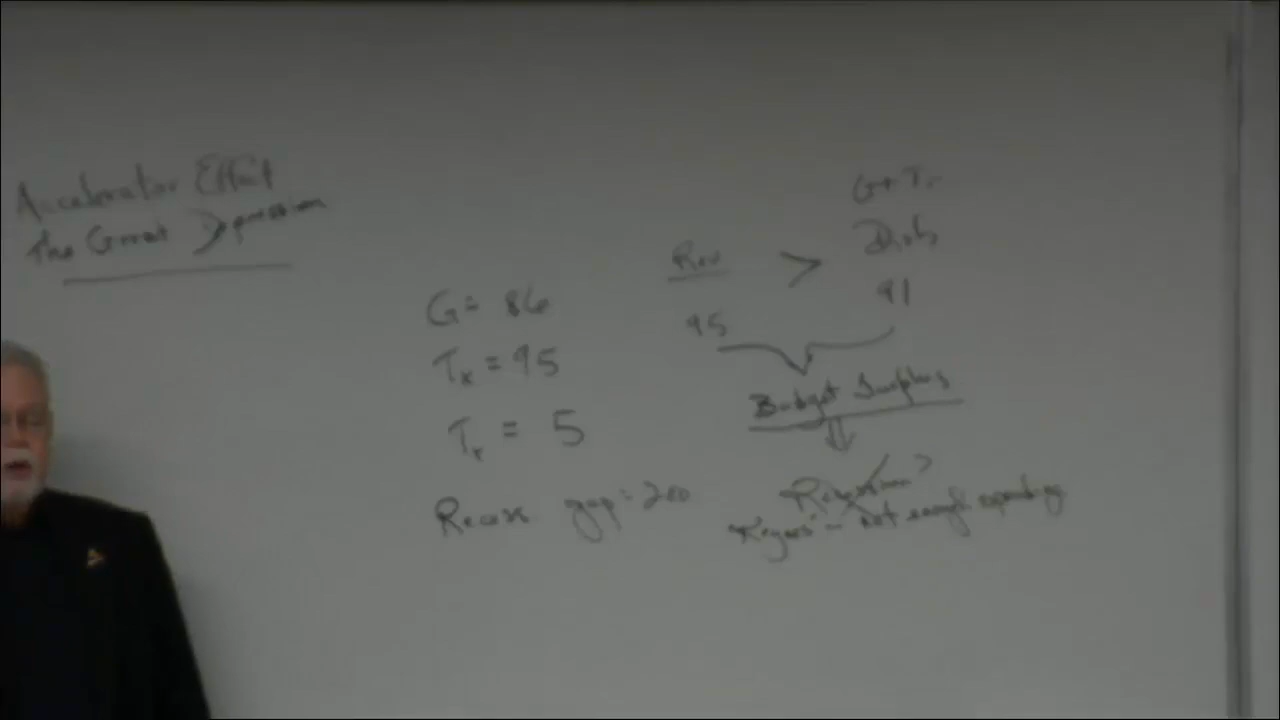 Accelerator Effect
The Great Depression
G = 86
Tx = 95
Tr = 5
Recess gap = 200
G + Tr
Rev > Disb
95 91
Budget Surplus
⇓
Recession?
"Keynes" - not enough spending